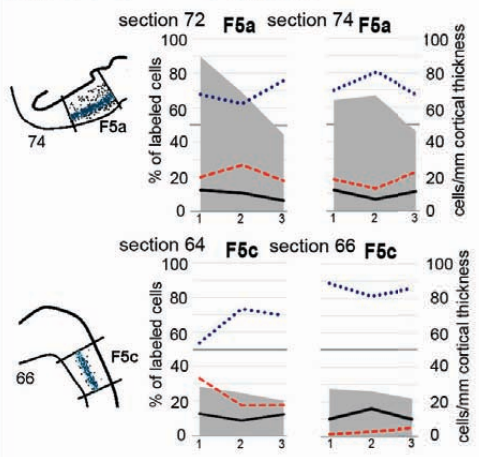 section 72 F5a section 74 F5a
100 100
80 80
60 60
40 40
20 20
0 0
% of labeled cells
cells/mm cortical thickness
1 2 3 1 2 3
74
F5a
section 64 F5c section 66 F5c
100 100
80 80
60 60
40 40
20 20
0 0
% of labeled cells
cells/mm cortical thickness
1 2 3 1 2 3
66
F5c